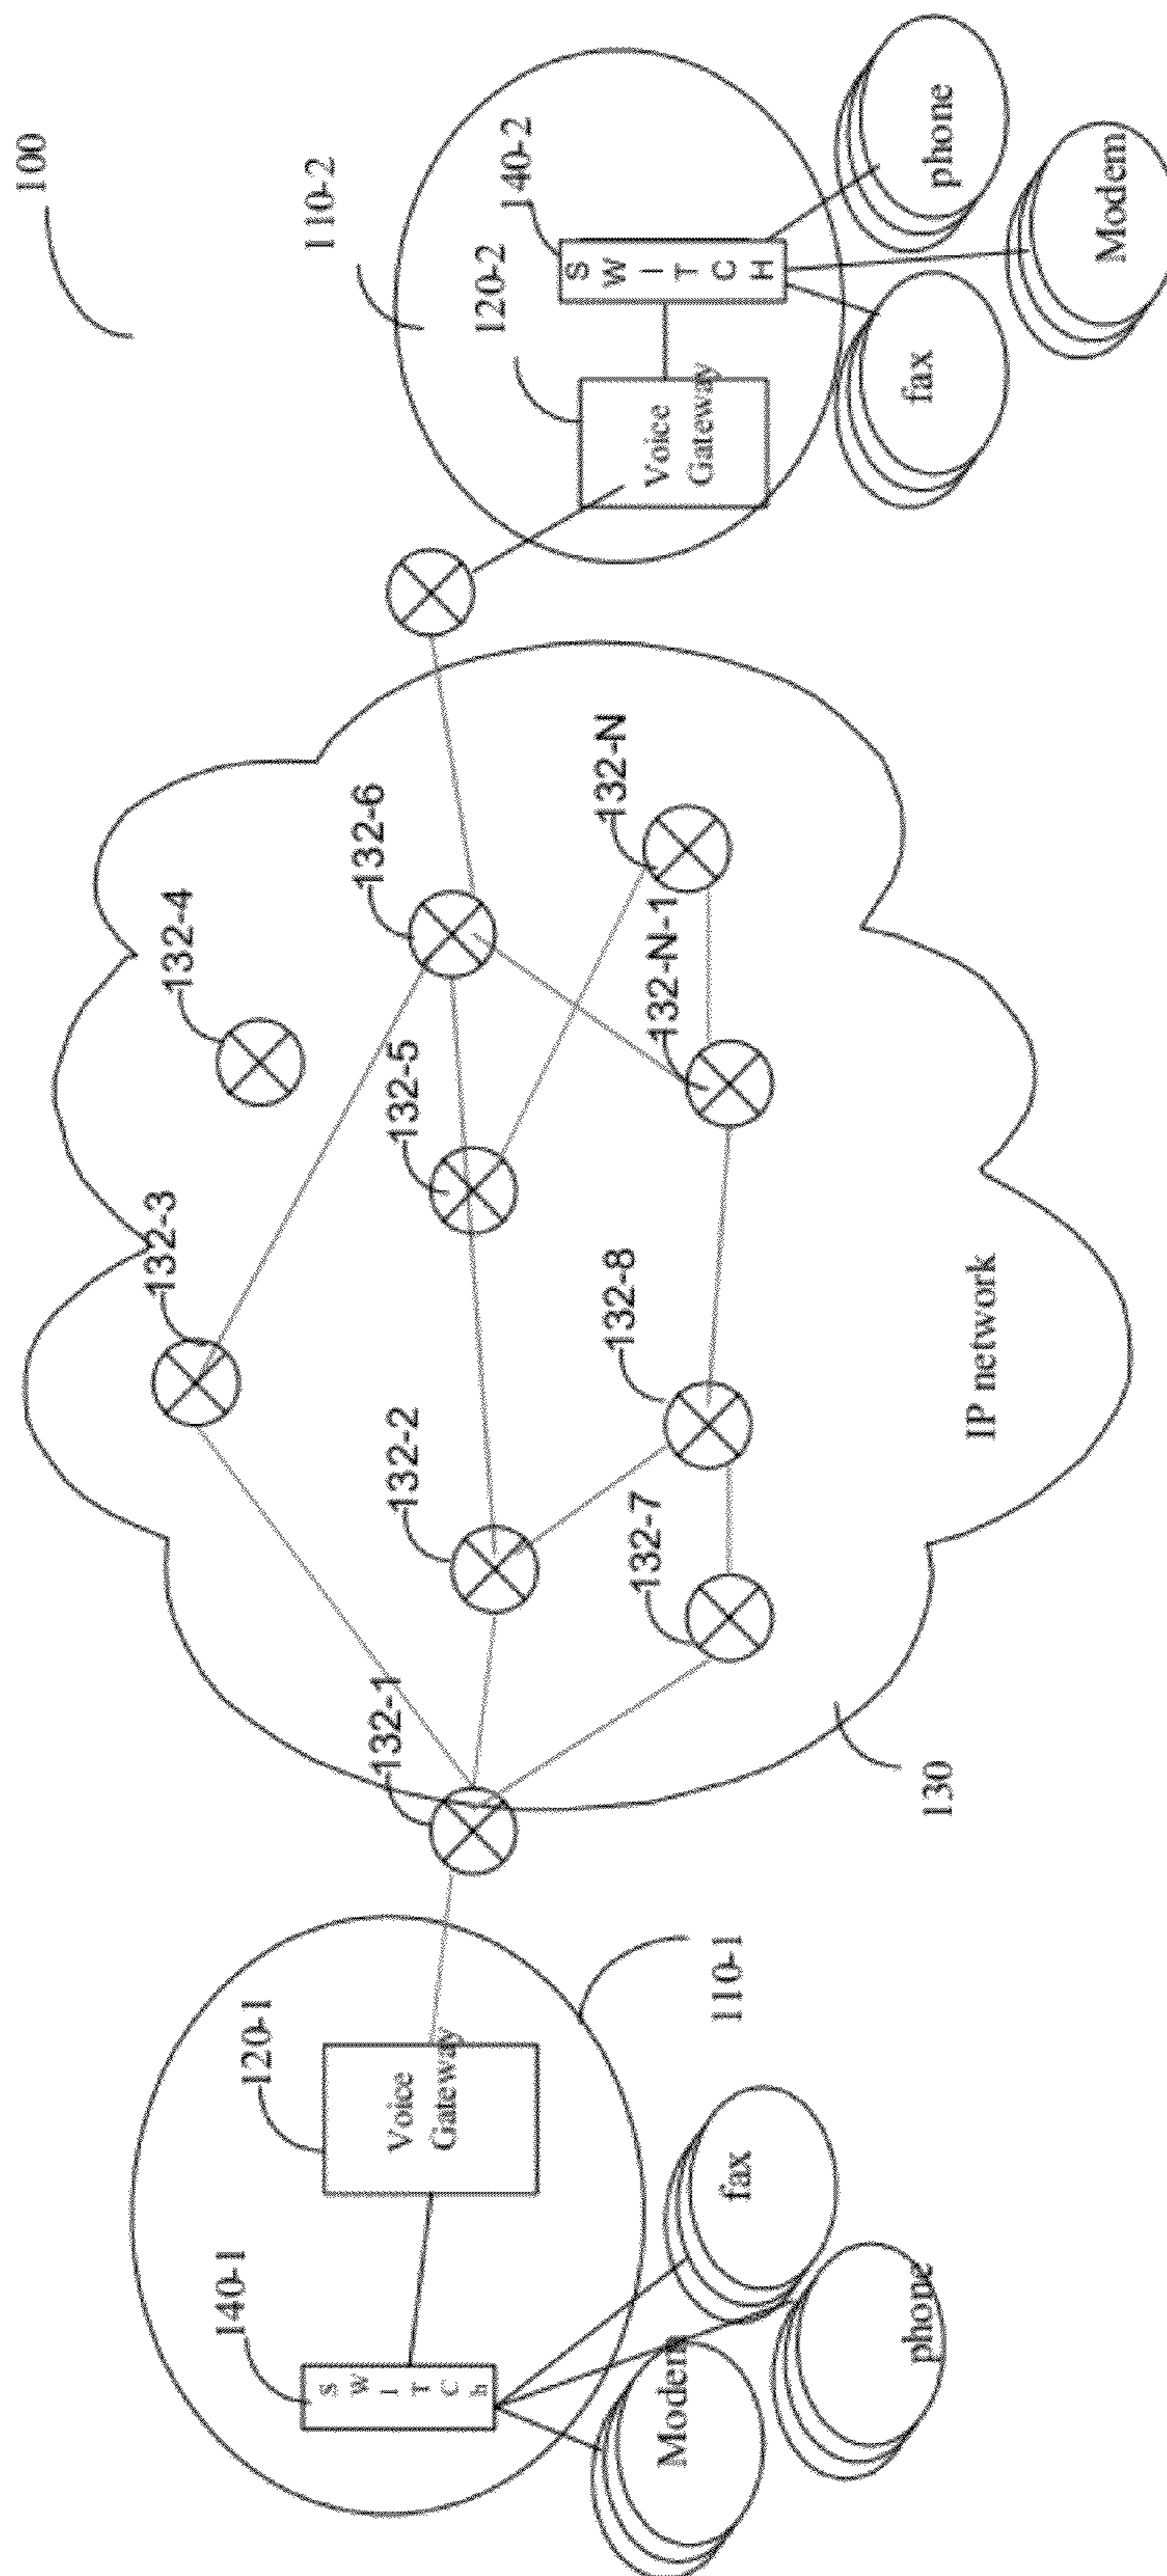 100
110-2
120-2
140-2
S
W
I
T
C
H
Voice
Gateway
phone
Modem
fax
132-1
132-2
132-3
132-4
132-5
132-6
132-7
132-8
132-N-1
132-N
IP network
130
110-1
120-1
140-1
Voice
Gateway
S
W
I
T
C
h
Modem
fax
phone